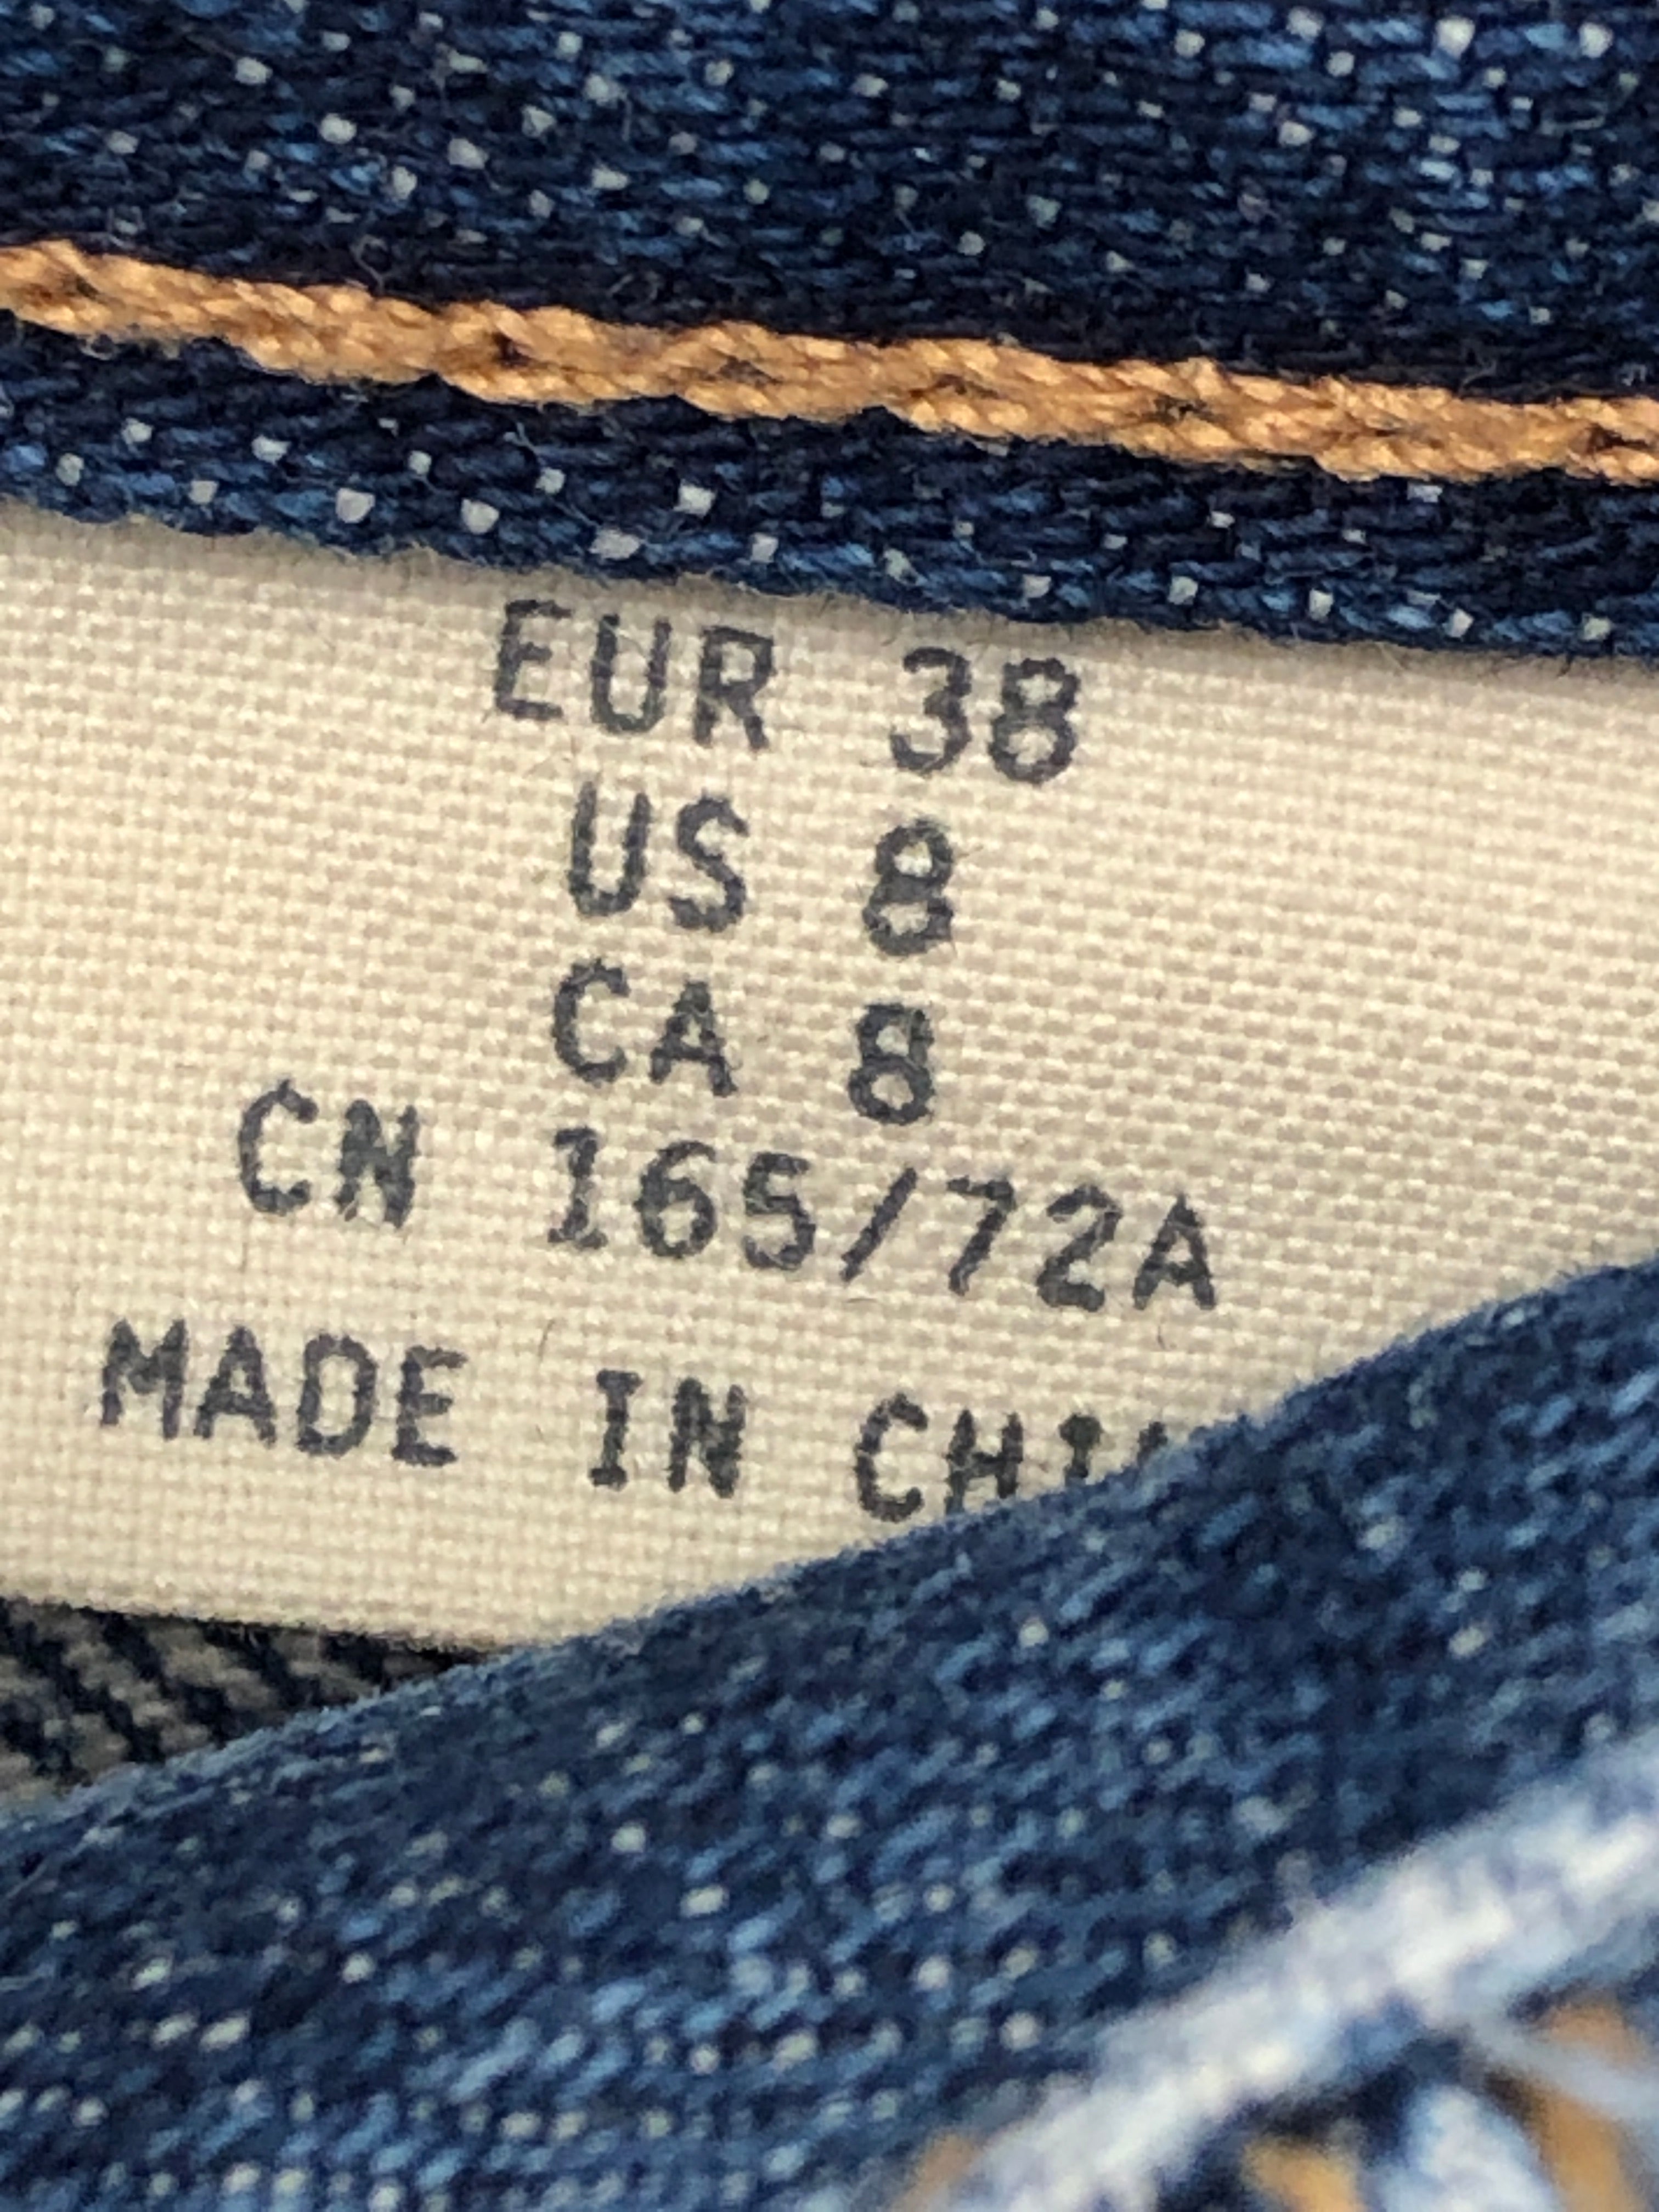 EUR 38
US 8
CA 8
CN 165/72A
MADE IN